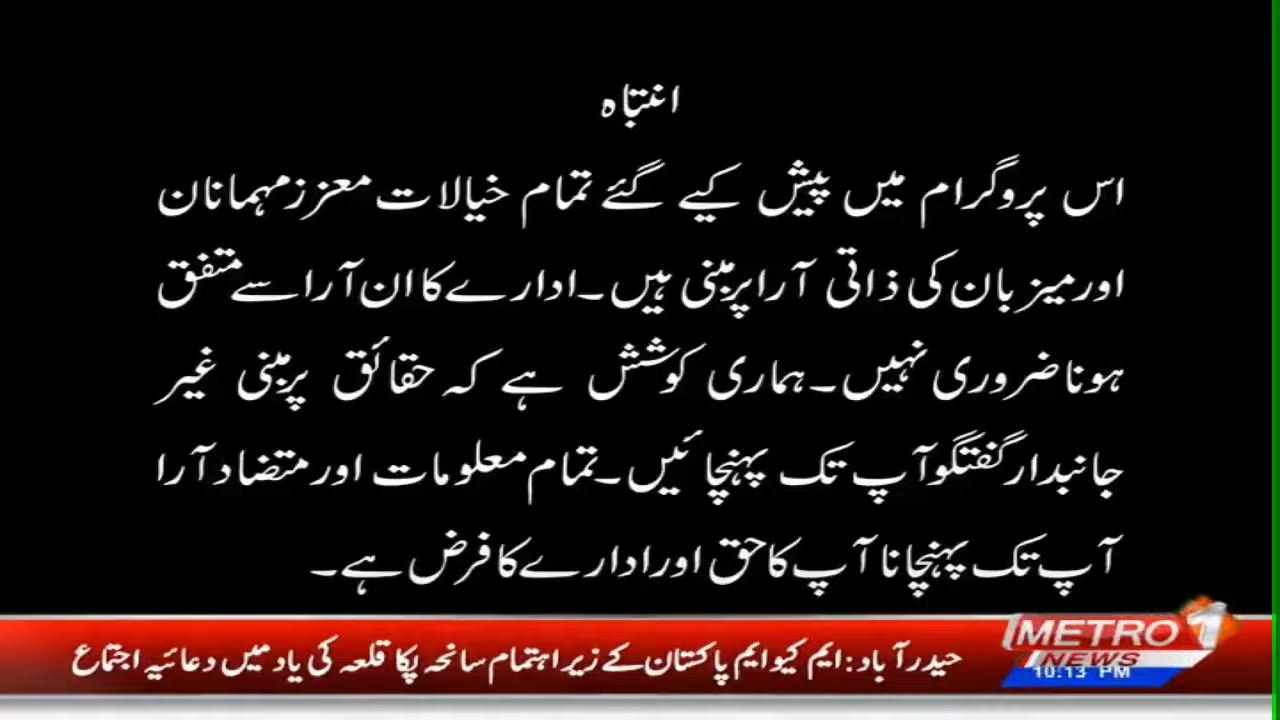 انتباہ
اس پروگرام میں پیش کیے گئے تمام خیالات معزز مہمانان
اور میزبان کی ذاتی آرا پر مبنی ہیں۔ ادارے کا ان آرا سے متفق
ہونا ضروری نہیں۔ ہماری کوشش ہے کہ حقائق پر مبنی غیر
جانبدار گفتگو آپ تک پہنچائیں۔ تمام معلومات اور متضاد آرا
آپ تک پہنچانا آپ کا حق اور ادارے کا فرض ہے۔
حیدرآباد: ایم کیو ایم پاکستان کے زیر اہتمام سانحہ پکا قلعہ کی یاد میں دعائیہ اجتماع
METRO 1
NEWS
10:13 PM